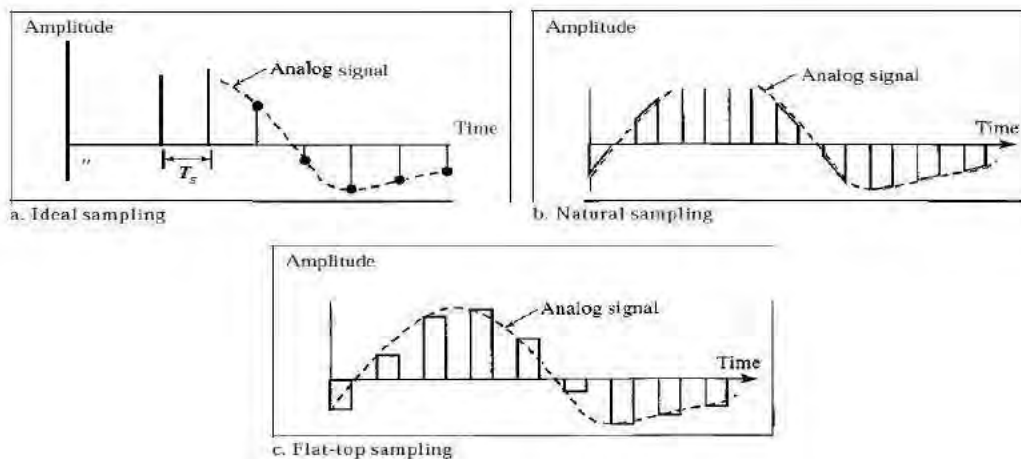 Amplitude
Analog signal
Time
"
Ts
a. Ideal sampling
Amplitude
Analog signal
Time
b. Natural sampling
Amplitude
Analog signal
Time
c. Flat-top sampling